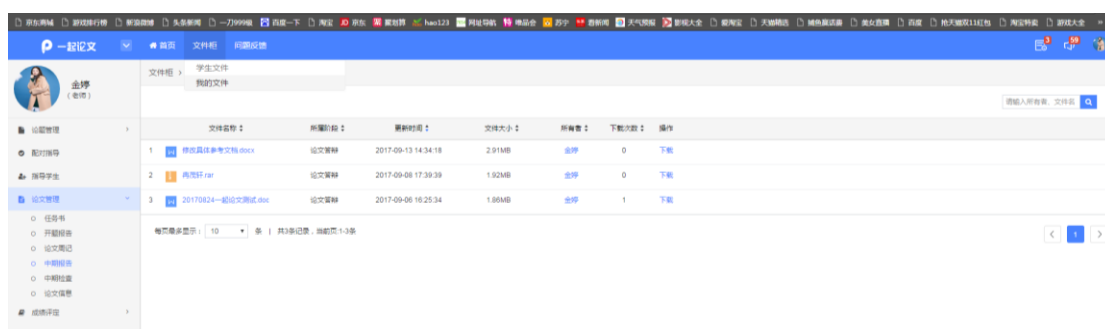 京东商城 游戏排行榜 新浪微博 头条新闻 一刀999级 百度一下 淘宝 京东 聚划算 hao123 网址导航 唯品会 苏宁 看新闻 天气预报 影视大全 爱淘宝 天猫精选 美女直播 百度 抢天猫双11红包 淘宝特卖 游戏大全
一起论文 首页 文件柜 问题反馈 3 59
文件柜 > 学生文件
我的文件
金婷
(老师)
请输入所有者、文件名
论题管理
配对指导
指导学生
论文管理
任务书
开题报告
论文周记
中期报告
中期检查
论文信息
成绩评定
文件名称 所属阶段 更新时间 文件大小 所有者 下载次数 操作
1 修改具体参考文档.docx 论文答辩 2017-09-13 14:34:18 2.91MB 金婷 0 下载
2 .rar 论文答辩 2017-09-08 17:39:39 1.92MB 金婷 0 下载
3 20170824一起论文测试.doc 论文答辩 2017-09-06 16:25:34 1.86MB 金婷 1 下载
每页最多显示: 10 条 | 共3条记录,当前页:1-3条
< 1 >